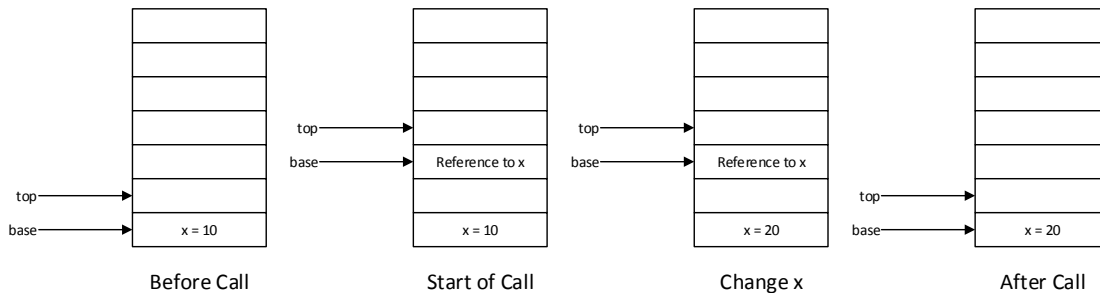 top
base
x = 10
Before Call
top
base
Reference to x
x = 10
Start of Call
top
base
Reference to x
x = 20
Change x
top
base
x = 20
After Call